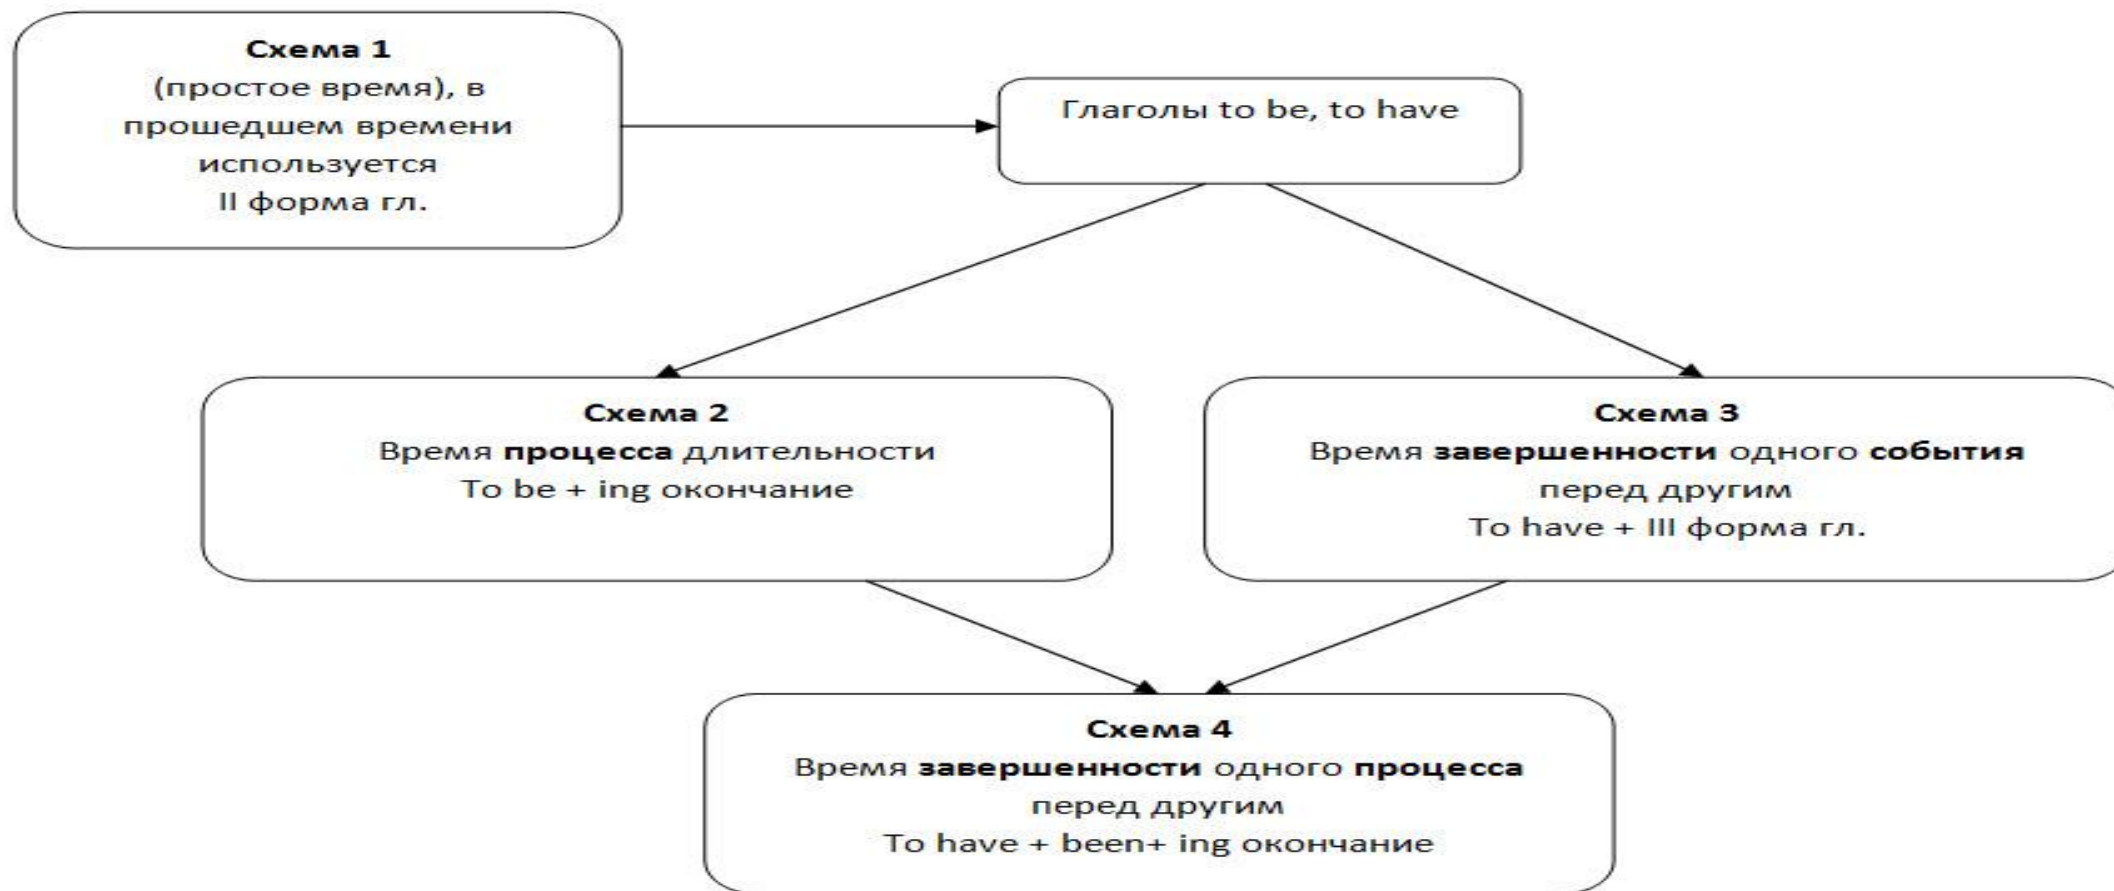 Схема 1
(простое время), в
прошедшем времени
используется
II форма гл.
Глаголы to be, to have
Схема 2
Время процесса длительности
To be + ing окончание
Схема 3
Время завершенности одного события
перед другим
To have + III форма гл.
Схема 4
Время завершенности одного процесса
перед другим
To have + been+ ing окончание